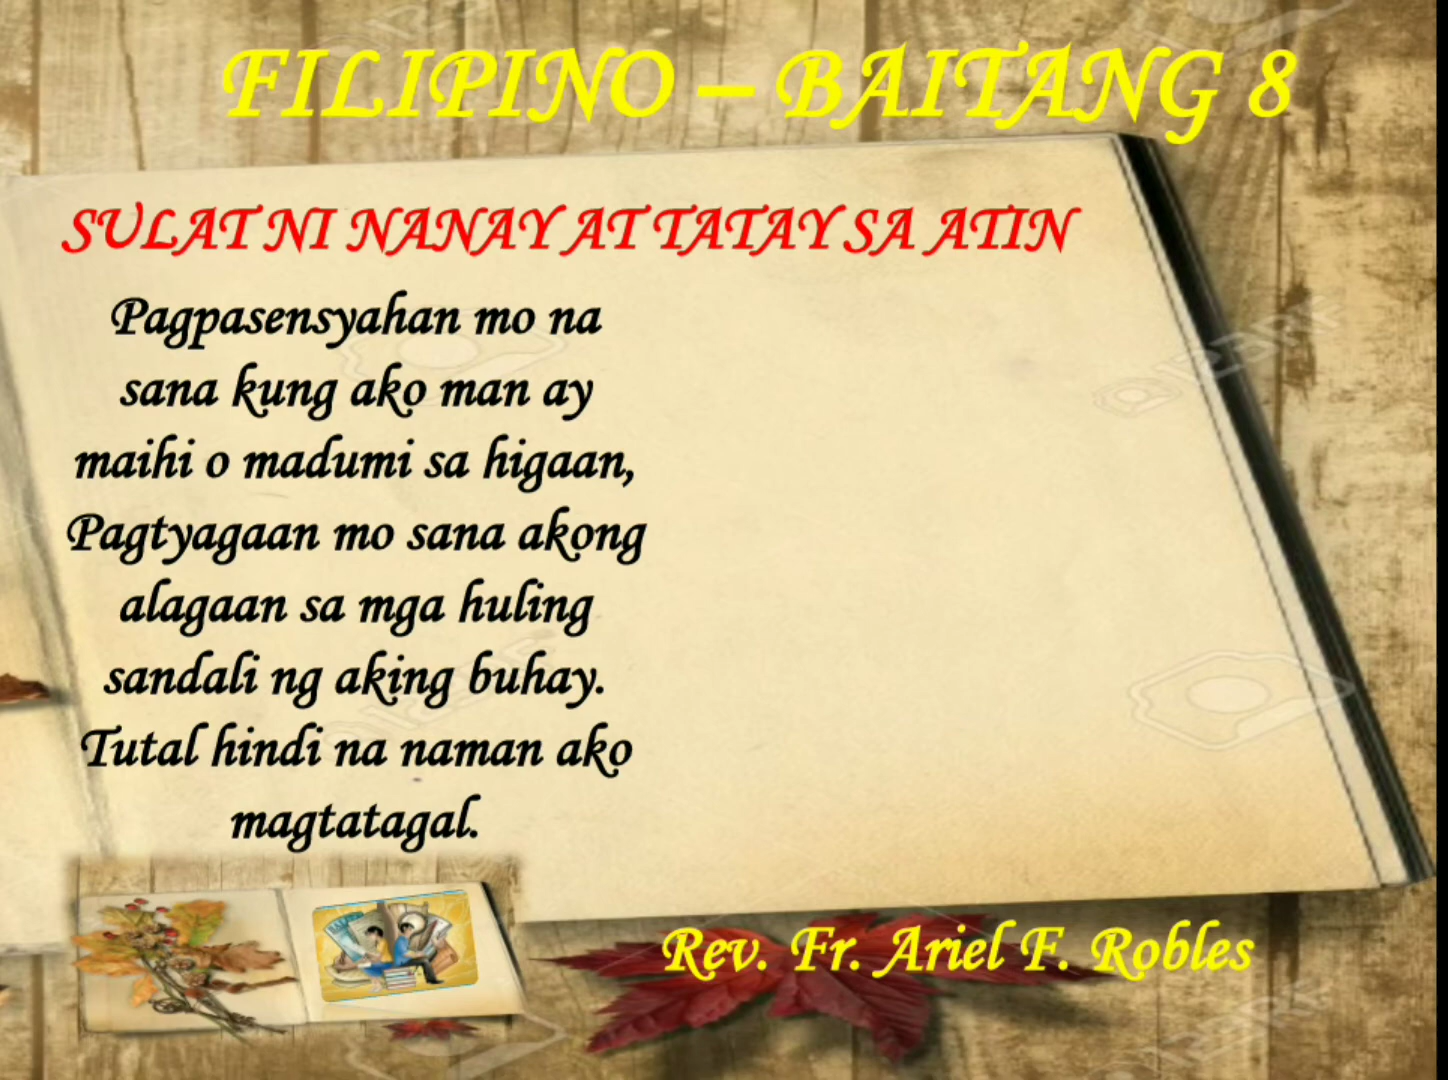 FILIPINO – BAITANG 8
SULAT NI NANAY AT TATAY SA ATIN
Pagpasensyahan mo na
sana kung ako man ay
maihi o madumi sa higaan,
Pagtyagaan mo sana akong
alagaan sa mga huling
sandali ng aking buhay.
Tutal hindi na naman ako
magtatagal.
Rev. Fr. Ariel F. Robles